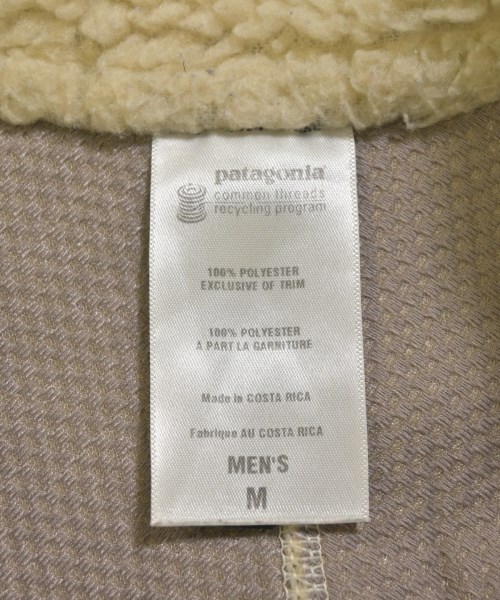 patagonia®
common threads
recycling program
100% POLYESTER
EXCLUSIVE OF TRIM
100% POLYESTER
À PART LA GARNITURE
Made in COSTA RICA
Fabriqué AU COSTA RICA
MEN'S
M